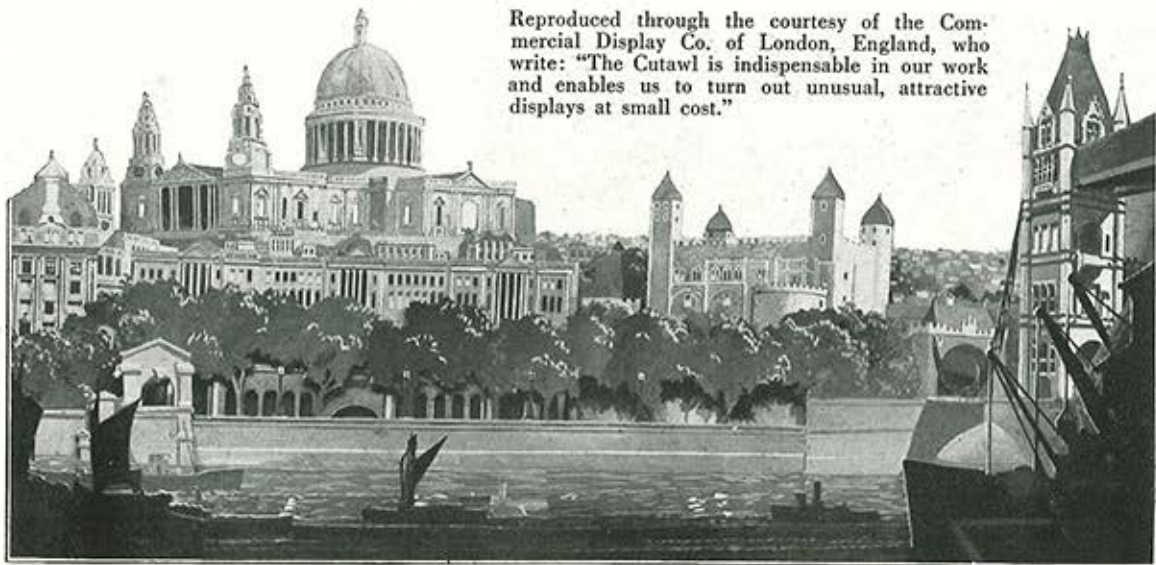 Reproduced through the courtesy of the Com-
mercial Display Co. of London, England, who
write: “The Cutawl is indispensable in our work
and enables us to turn out unusual, attractive
displays at small cost.”